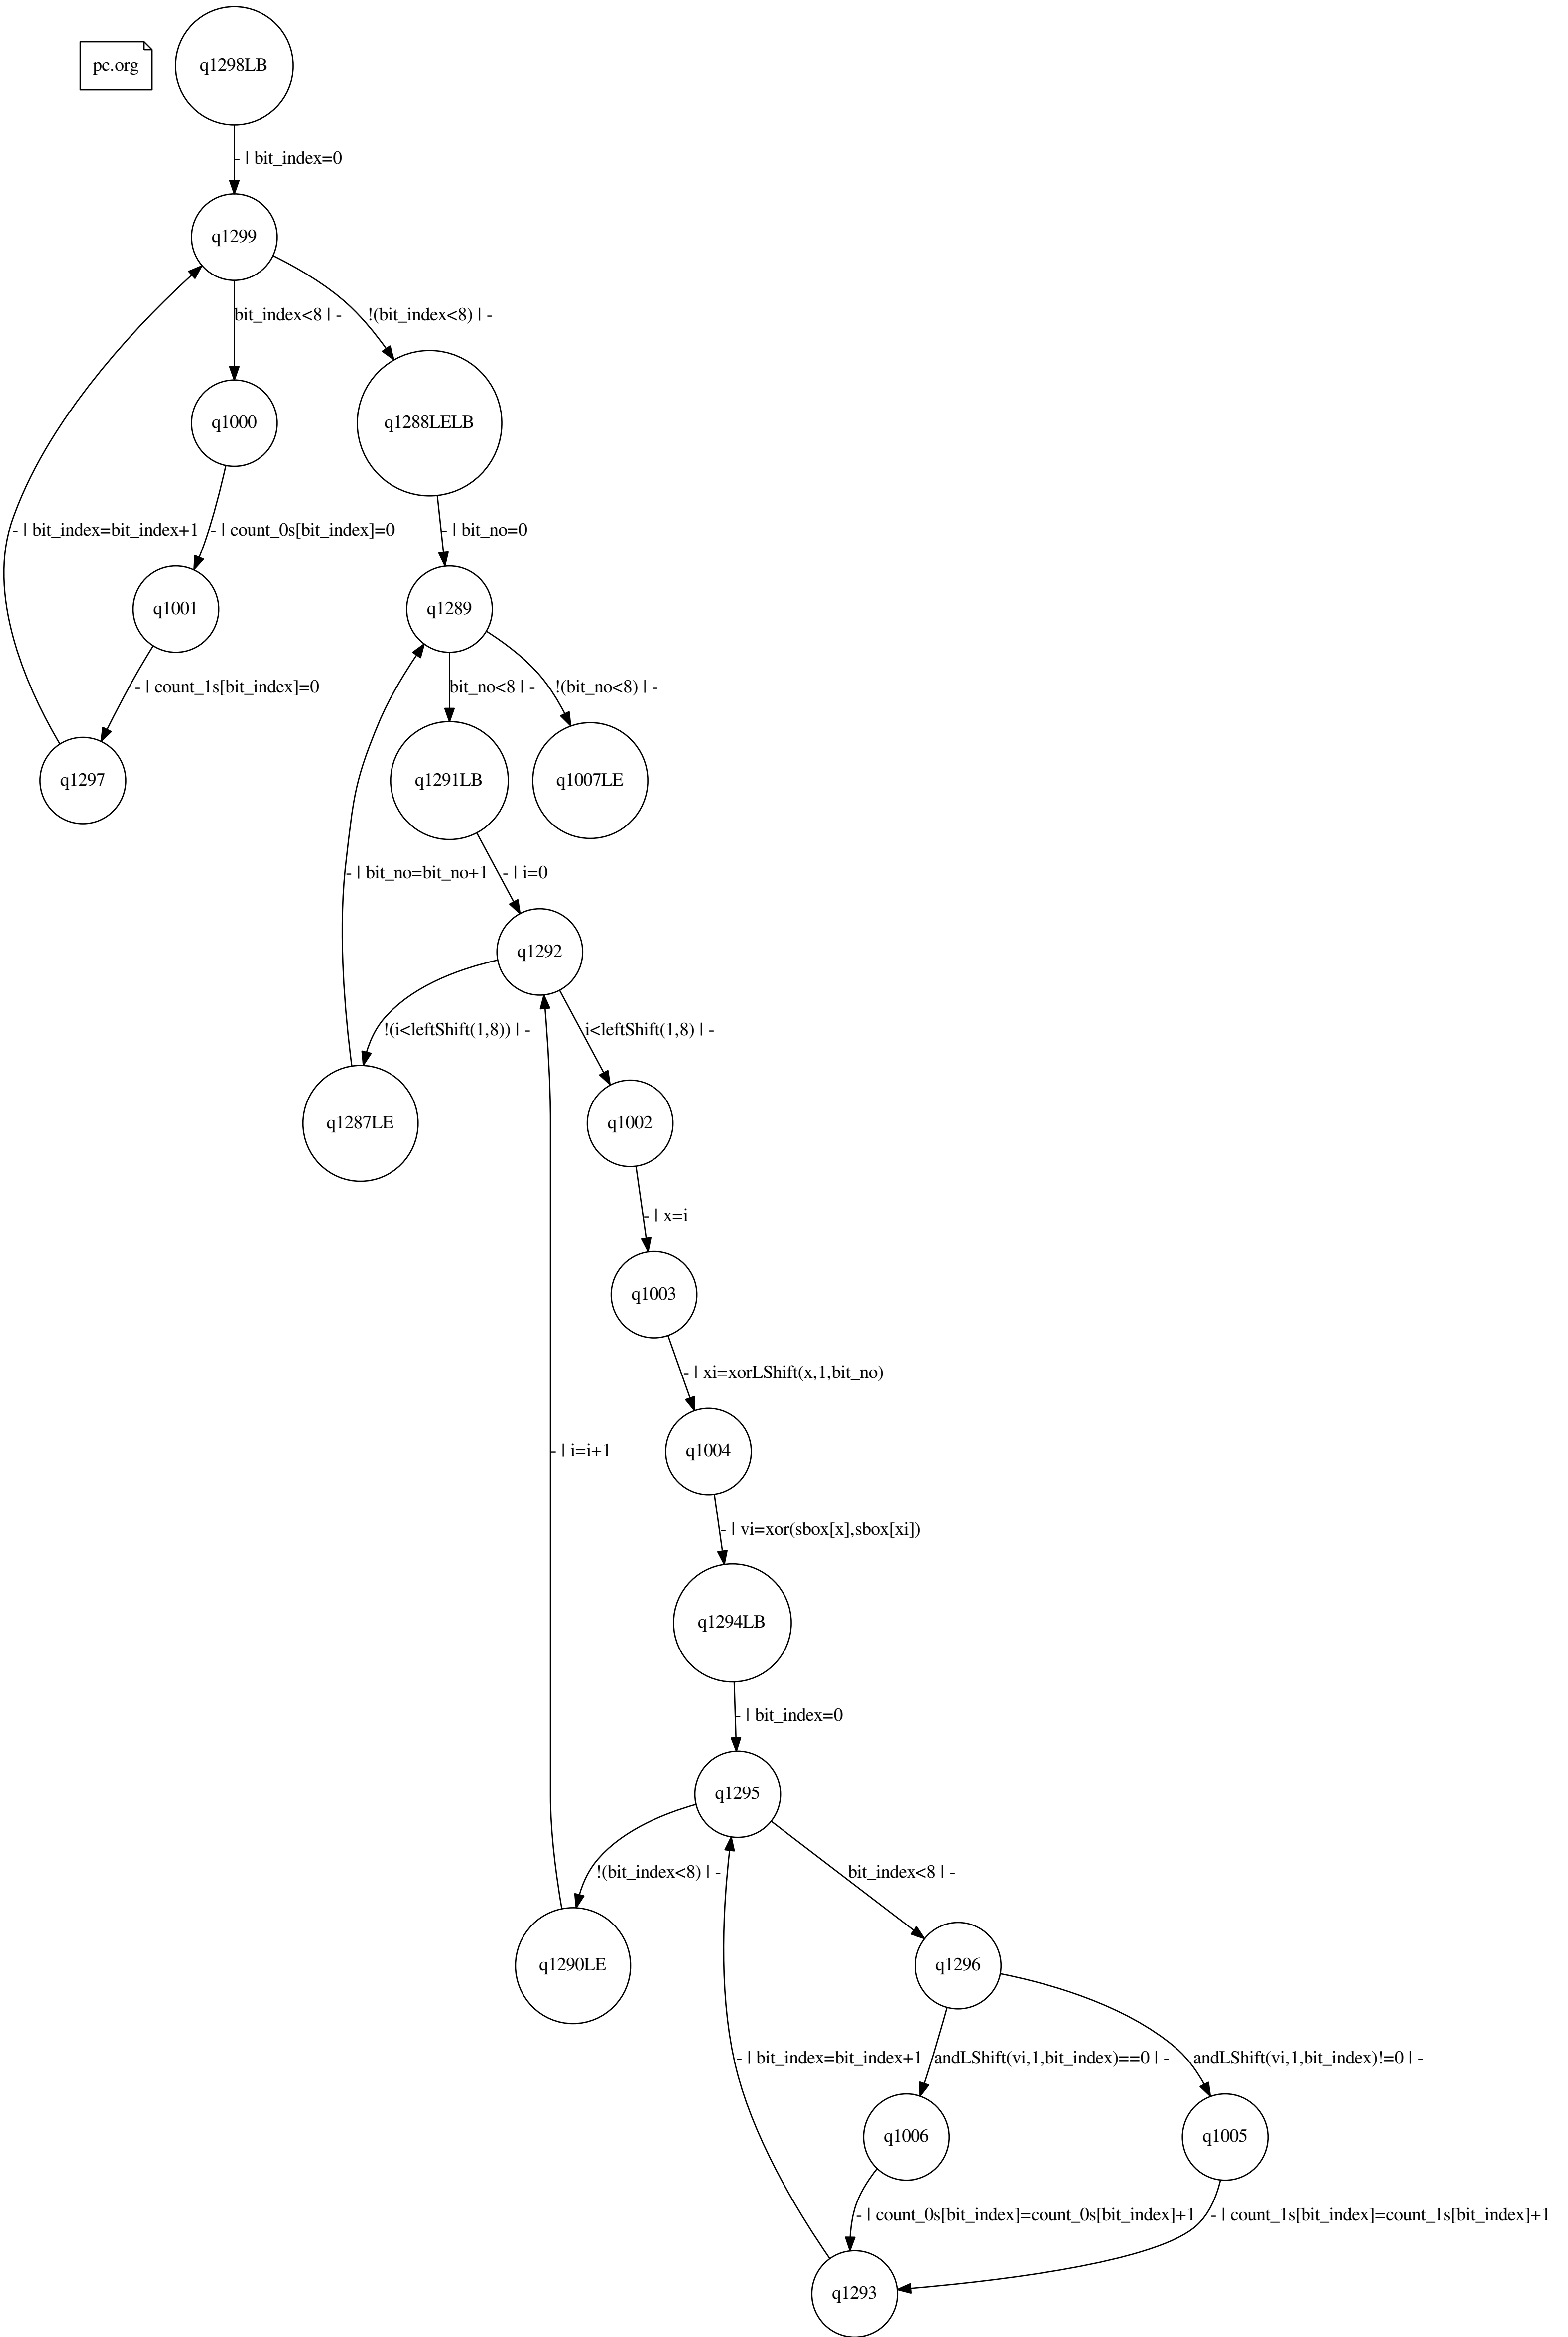 pc.org
q1298LB
- | bit_index=0
q1299
bit_index<8 | -
!(bit_index<8) | -
q1000
q1288LELB
- | bit_index=bit_index+1
- | count_0s[bit_index]=0
- | bit_no=0
q1001
q1289
- | count_1s[bit_index]=0
bit_no<8 | -
!(bit_no<8) | -
q1297
q1291LB
q1007LE
- | bit_no=bit_no+1
- | i=0
q1292
!(i<leftShift(1,8)) | -
i<leftShift(1,8) | -
q1287LE
q1002
- | x=i
q1003
- | xi=xorLShift(x,1,bit_no)
- | i=i+1
q1004
- | vi=xor(sbox[x],sbox[xi])
q1294LB
- | bit_index=0
q1295
!(bit_index<8) | -
bit_index<8 | -
q1290LE
q1296
- | bit_index=bit_index+1
andLShift(vi,1,bit_index)==0 | -
andLShift(vi,1,bit_index)!=0 | -
q1006
q1005
- | count_0s[bit_index]=count_0s[bit_index]+1
- | count_1s[bit_index]=count_1s[bit_index]+1
q1293